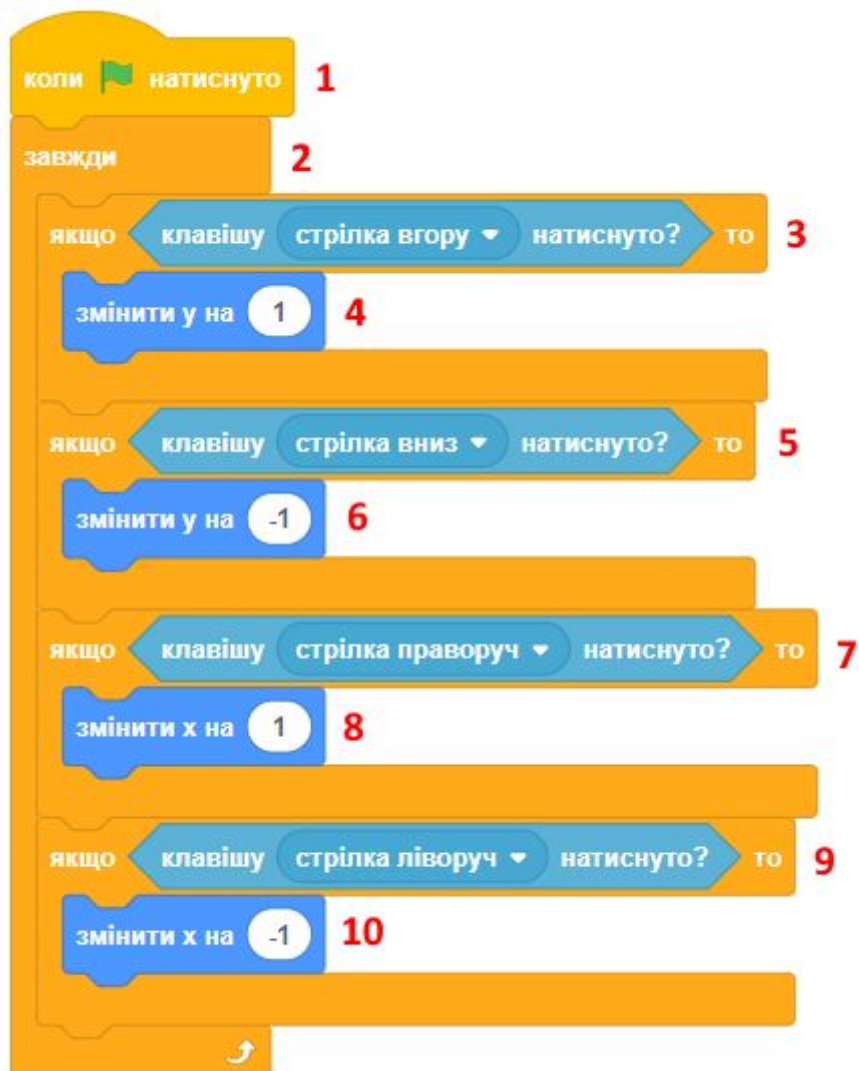 коли натиснуто 1
завжди 2
якщо клавішу стрілка вгору натиснуто? то 3
змінити y на 1 4
якщо клавішу стрілка вниз натиснуто? то 5
змінити y на -1 6
якщо клавішу стрілка праворуч натиснуто? то 7
змінити x на 1 8
якщо клавішу стрілка ліворуч натиснуто? то 9
змінити x на -1 10